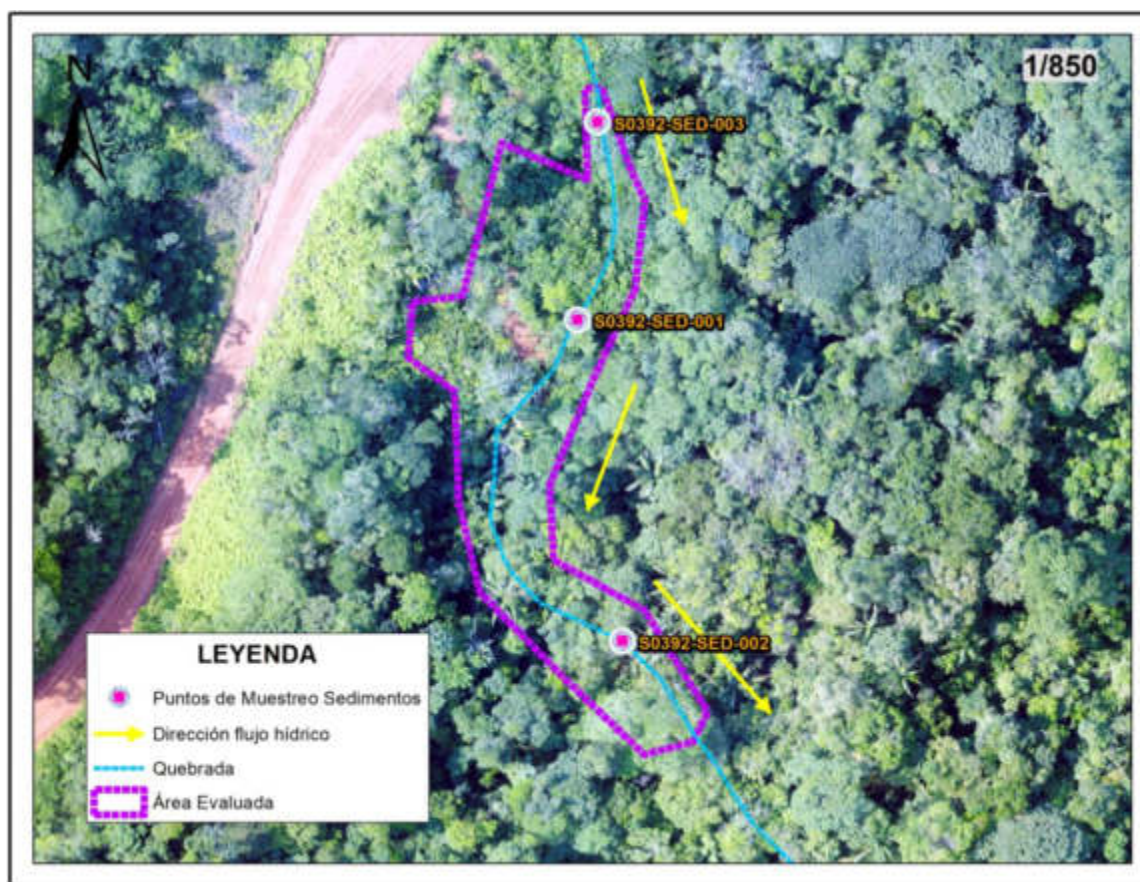 N
1/850
S0392-SED-003
S0392-SED-001
S0392-SED-002
LEYENDA
Puntos de Muestreo Sedimentos
Dirección flujo hídrico
Quebrada
Área Evaluada